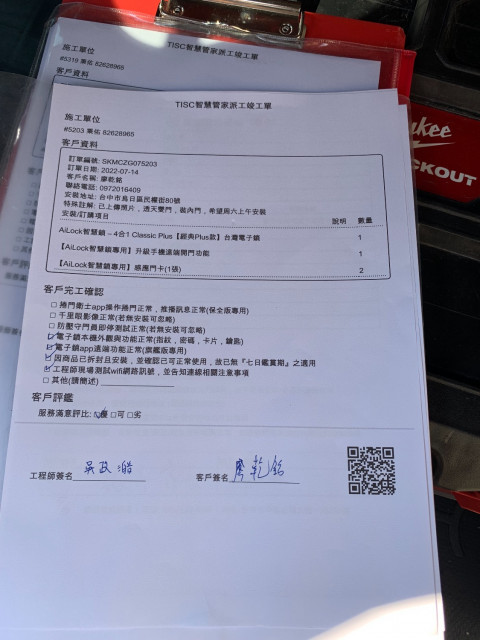 TISC智慧管家派工竣工單
施工單位
#5319 業佑 82628965
客戶資料
TISC智慧管家派工竣工單
施工單位
#5203 業佑 82628965
客戶資料
訂單編號: SKMCZG075203
訂單日期: 2022-07-14
客戶名稱: 廖乾銘
聯絡電話: 0972016409
安裝地址: 台中市烏日區民權街80號
特殊註解: 已上傳照片，透天雙門，裝內門，希望周六上午安裝
安裝/訂購項目 說明 數量
AiLock智慧鎖 – 4合1 Classic Plus【經典Plus款】台灣電子鎖 1
【AiLock智慧鎖專用】升級手機遠端開門功能 1
【AiLock智慧鎖專用】感應門卡(1張) 2
客戶完工確認
□捲門衛士app操作捲門正常，推播訊息正常(保全版專用)
□千里眼影像正常(若無安裝可忽略)
□防壓守門員即停測試正常(若無安裝可忽略)
☑電子鎖本機外觀與功能正常(指紋，密碼，卡片，鑰匙)
☑電子鎖app遠端功能正常(旗艦版專用)
☑因商品已拆封且安裝，並確認已可正常使用，故已無『七日鑑賞期』之適用
☑工程師現場測試wifi網路訊號，並告知連線相關注意事項
□其他(請簡述)
客戶評鑑
服務滿意評比: ☑優 □可 □劣
工程師簽名 吳政澔 客戶簽名 廖乾銘
kee
CKOUT